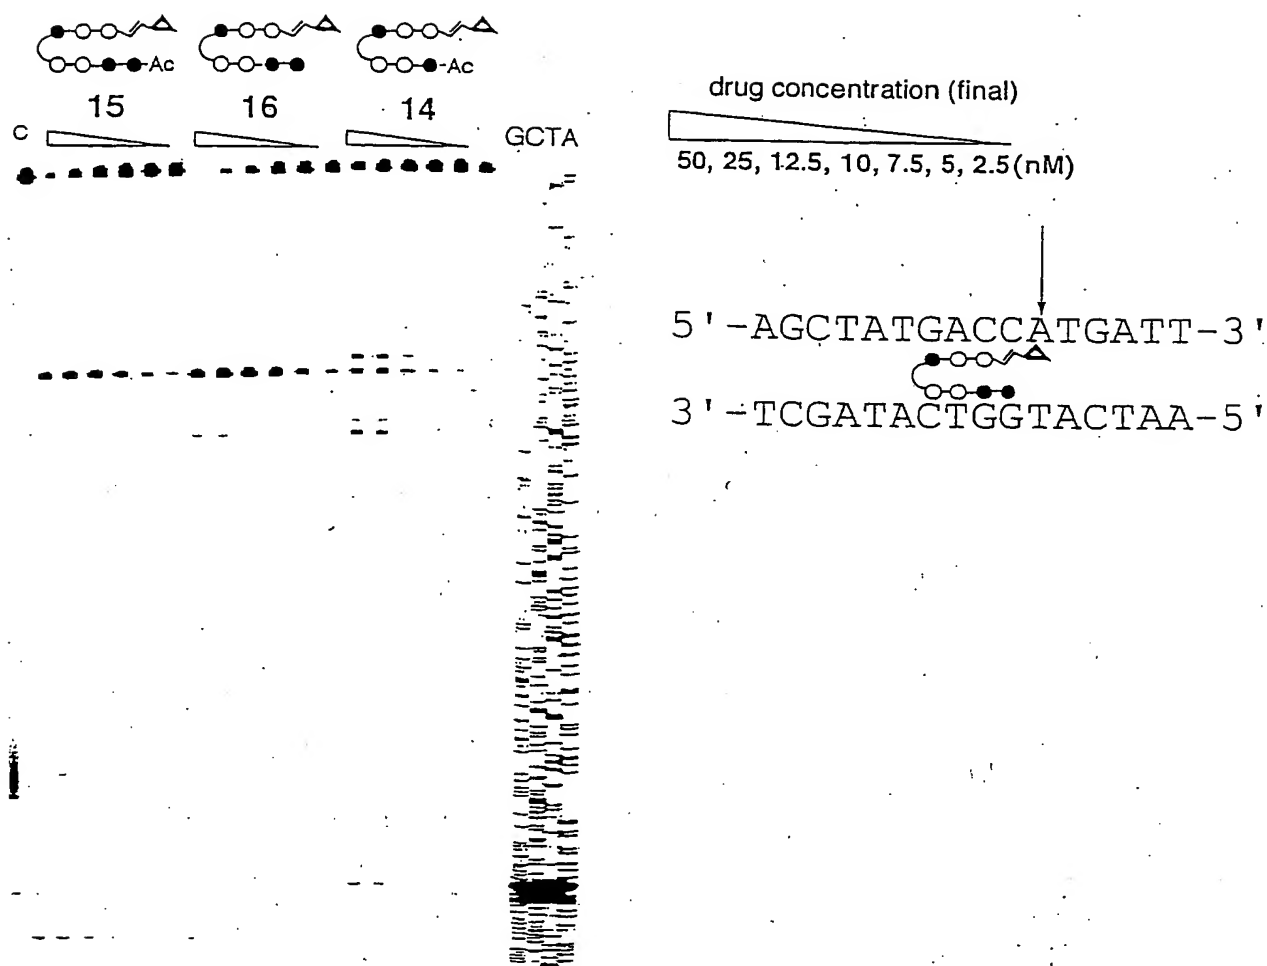 Ac
Ac
15 16 14
C
GCTA
drug concentration (final)
50, 25, 12.5, 10, 7.5, 5, 2.5 (nM)
5'-AGCTATGACCATGATT-3'
3'-TCGATACTGGTACTAA-5'